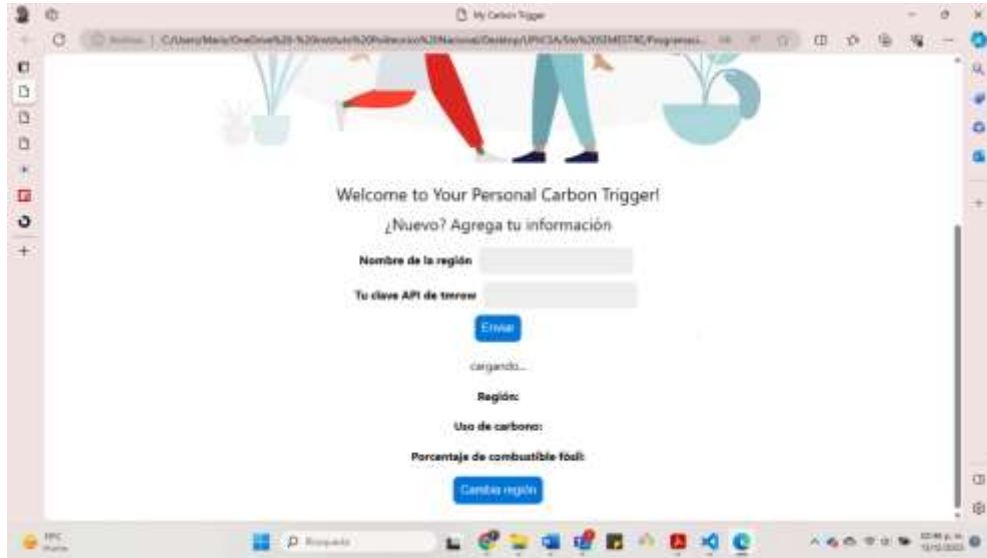 My Carbon Trigger
Welcome to Your Personal Carbon Trigger!
¿Nuevo? Agrega tu información
Nombre de la región
Tu clave API de tmrow
Enviar
cargando...
Región:
Uso de carbono:
Porcentaje de combustible fósil:
Cambia región
Búsqueda